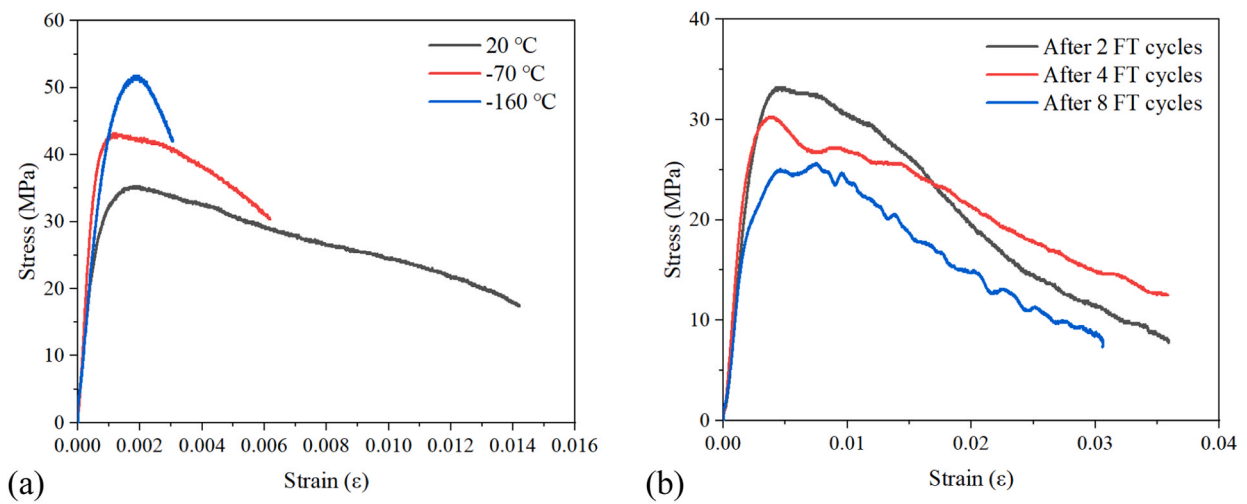 60
50
40
30
20
10
0
Stress (MPa)
20 ℃
-70 ℃
-160 ℃
0.000 0.002 0.004 0.006 0.008 0.010 0.012 0.014 0.016
Strain (ε)
(a)
40
30
20
10
0
Stress (MPa)
After 2 FT cycles
After 4 FT cycles
After 8 FT cycles
0.00 0.01 0.02 0.03 0.04
Strain (ε)
(b)